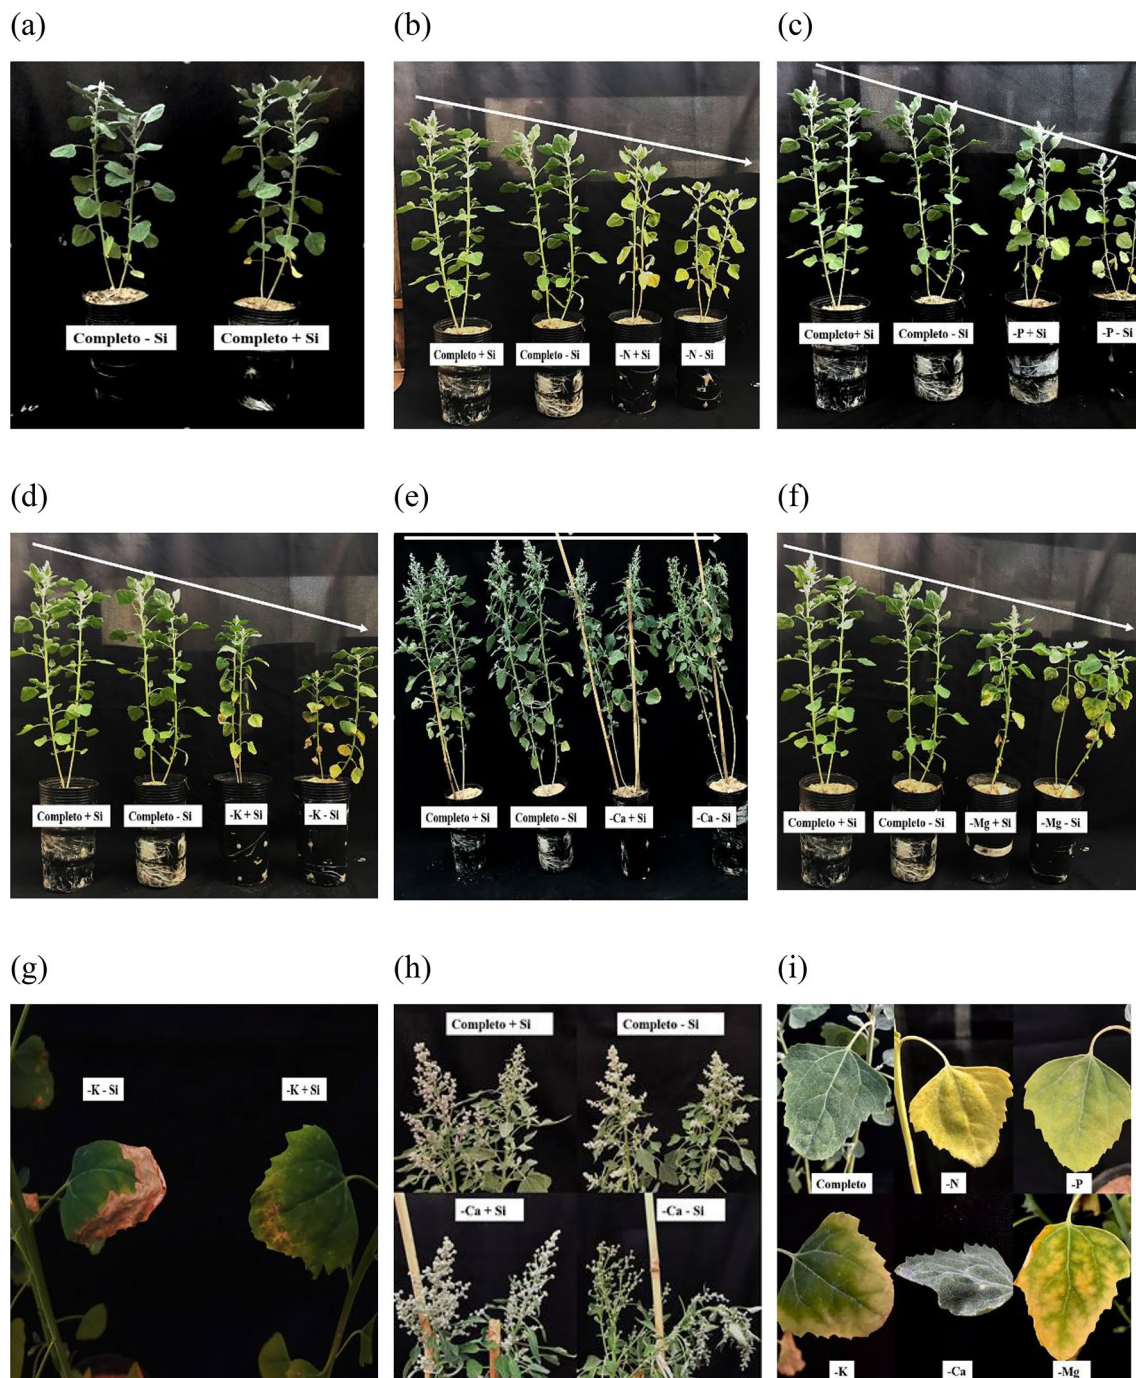 (a)
(b)
(c)
Completo - Si
Completo + Si
Completo + Si
Completo - Si
-N + Si
-N - Si
Completo+ Si
Completo - Si
-P + Si
-P - Si
(d)
(e)
(f)
Completo + Si
Completo - Si
-K + Si
-K - Si
Completo + Si
Completo - Si
-Ca + Si
-Ca - Si
Completo + Si
Completo - Si
-Mg + Si
-Mg - Si
(g)
(h)
(i)
-K - Si
-K + Si
Completo + Si
Completo - Si
-Ca + Si
-Ca - Si
Completo
-N
-P
-K
-Ca
-Mg